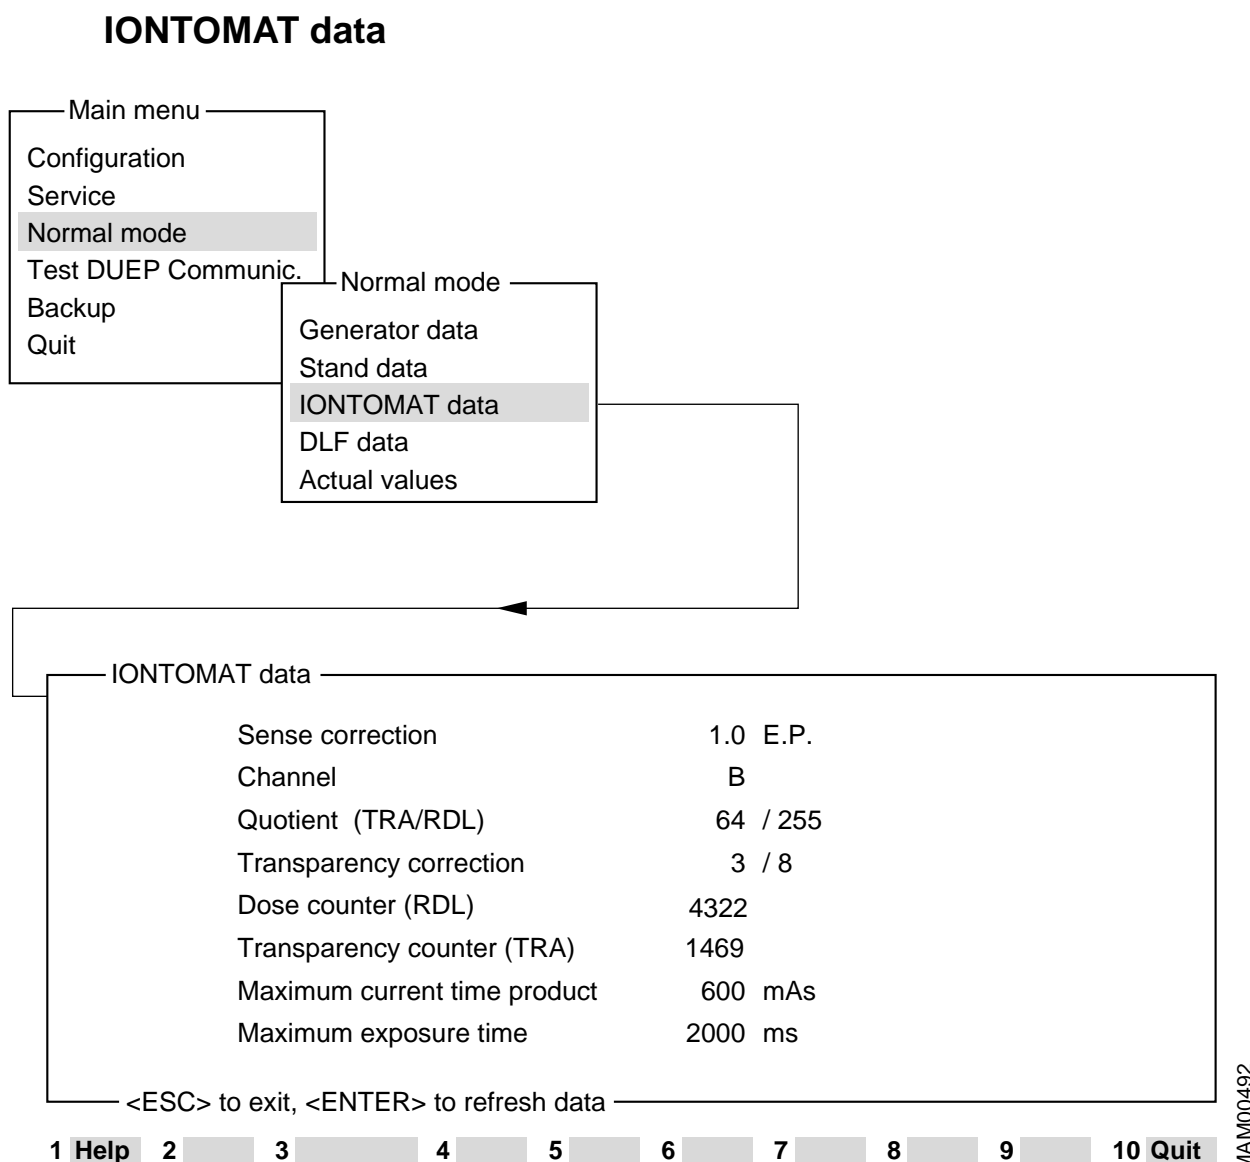 IONTOMAT data
Main menu
Configuration
Service
Normal mode
Test DUEP Communic.
Backup
Quit
Normal mode
Generator data
Stand data
IONTOMAT data
DLF data
Actual values
IONTOMAT data
Sense correction 1.0 E.P.
Channel B
Quotient (TRA/RDL) 64 / 255
Transparency correction 3 / 8
Dose counter (RDL) 4322
Transparency counter (TRA) 1469
Maximum current time product 600 mAs
Maximum exposure time 2000 ms
<ESC> to exit, <ENTER> to refresh data
1 Help 2 3 4 5 6 7 8 9 10 Quit
MAM00492